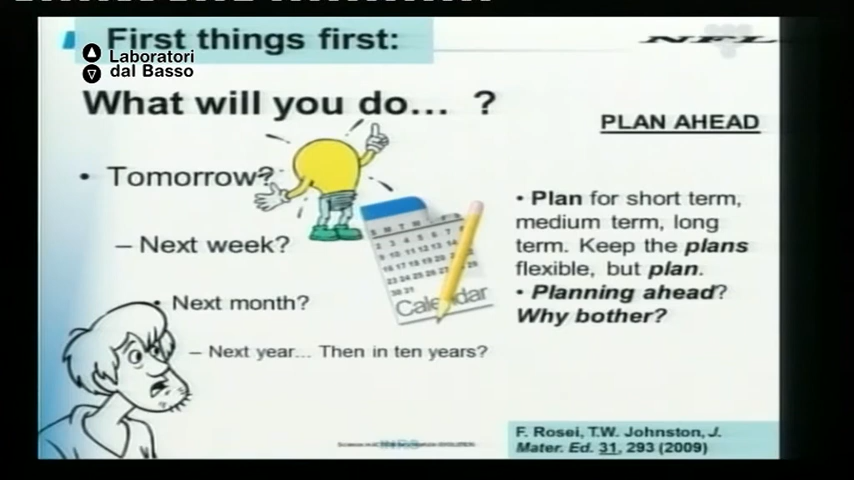 First things first:
NFL
Laboratori
dal Basso
What will you do... ?
PLAN AHEAD
• Tomorrow?
– Next week?
• Next month?
– Next year... Then in ten years?
S M T W F S
Calendar
• Plan for short term,
medium term, long
term. Keep the plans
flexible, but plan.
• Planning ahead?
Why bother?
INRS
F. Rosei, T.W. Johnston, J.
Mater. Ed. 31, 293 (2009)